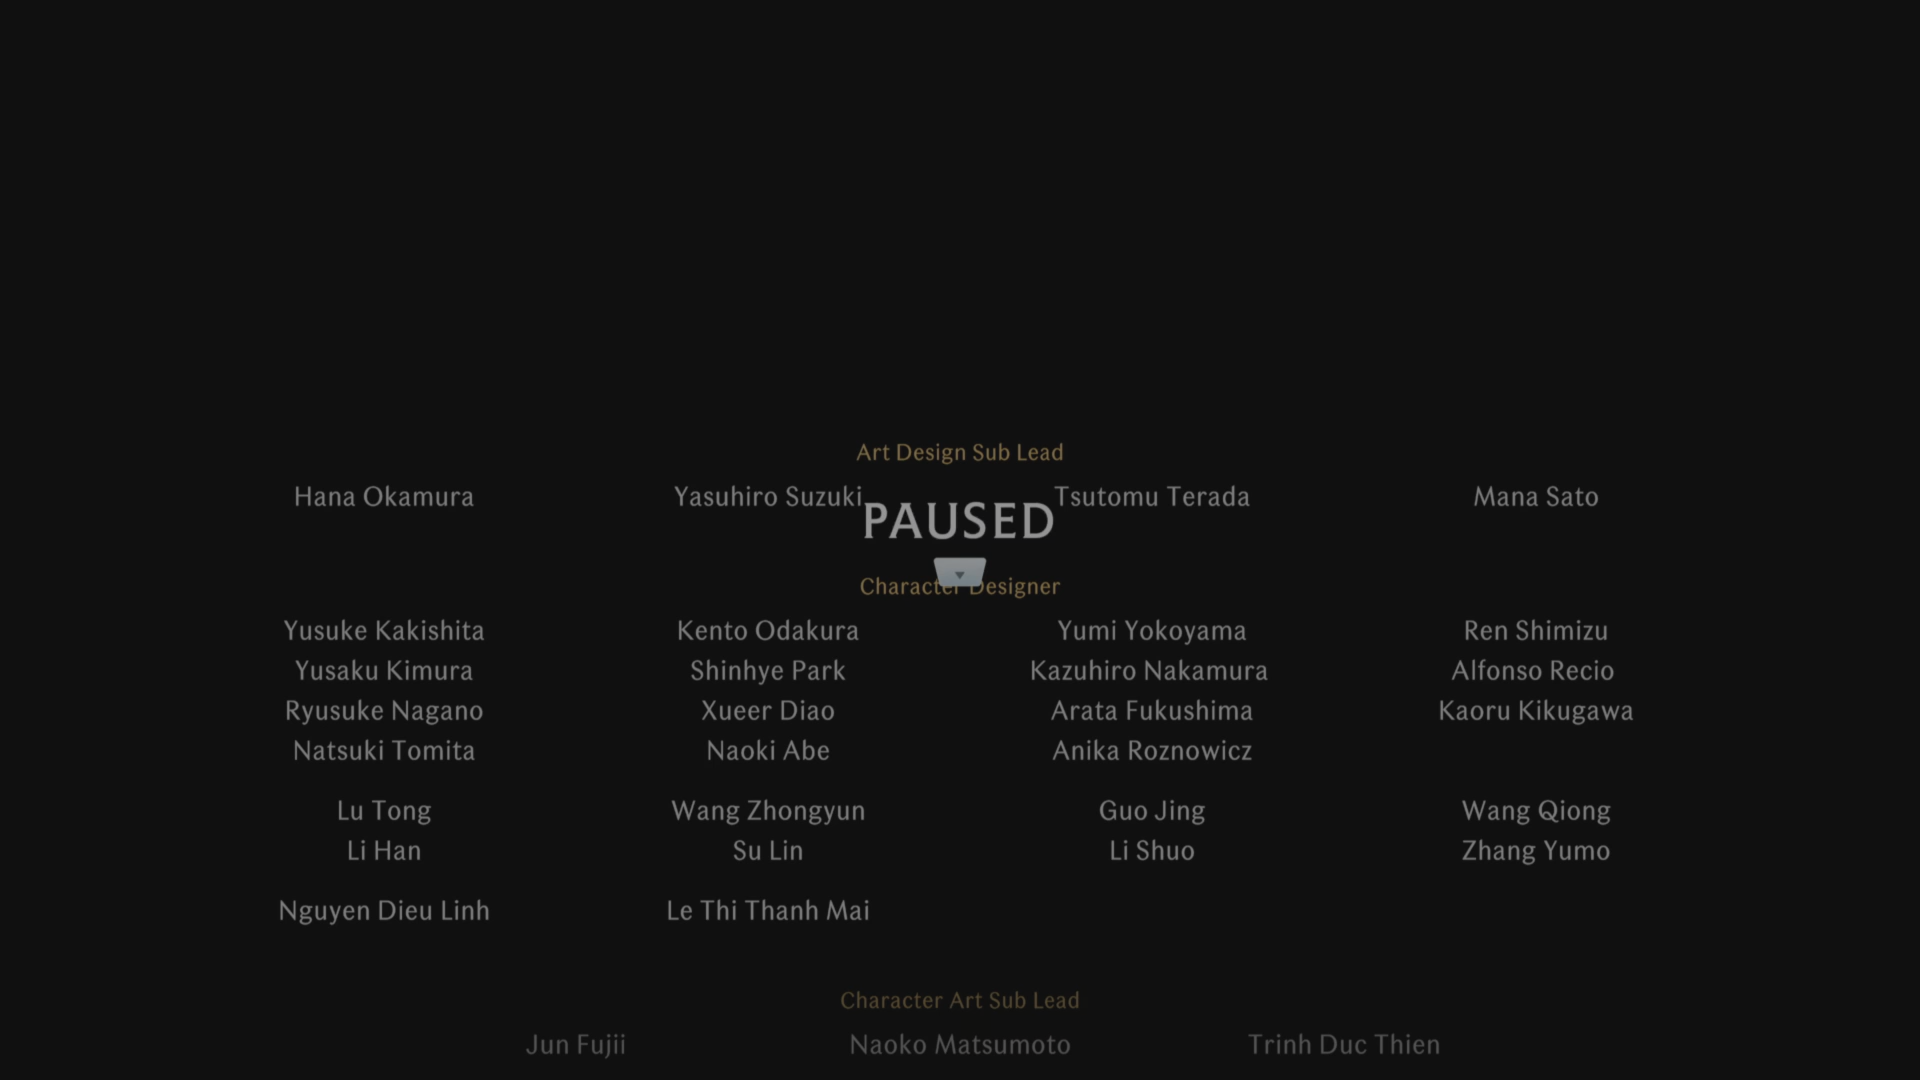 Art Design Sub Lead
Hana Okamura Yasuhiro Suzuki Tsutomu Terada Mana Sato
PAUSED
Character Designer
Yusuke Kakishita Kento Odakura Yumi Yokoyama Ren Shimizu
Yusaku Kimura Shinhye Park Kazuhiro Nakamura Alfonso Recio
Ryusuke Nagano Xueer Diao Arata Fukushima Kaoru Kikugawa
Natsuki Tomita Naoki Abe Anika Roznowicz
Lu Tong Wang Zhongyun Guo Jing Wang Qiong
Li Han Su Lin Li Shuo Zhang Yumo
Nguyen Dieu Linh Le Thi Thanh Mai
Character Art Sub Lead
Jun Fujii Naoko Matsumoto Trinh Duc Thien